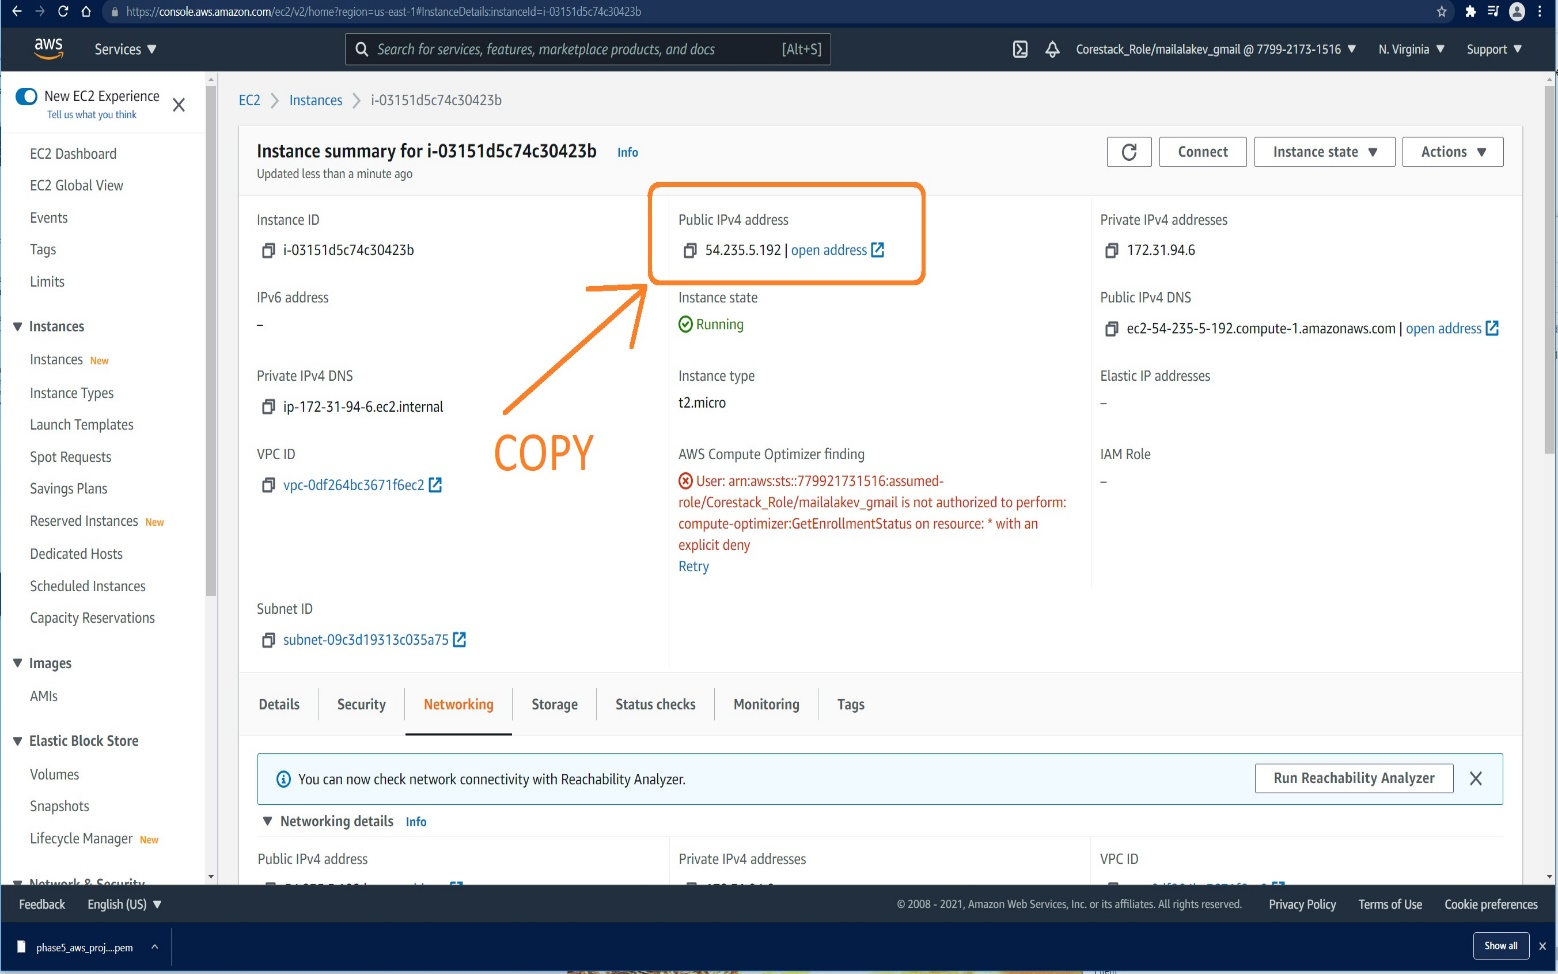 https://console.aws.amazon.com/ec2/v2/home?region=us-east-1#InstanceDetails:instanceId=i-03151d5c74c30423b
aws
Services ▼
Search for services, features, marketplace products, and docs [Alt+S]
Corestack_Role/mailalakev_gmail @ 7799-2173-1516 ▼
N. Virginia ▼
Support ▼
New EC2 Experience
Tell us what you think
EC2 Dashboard
EC2 Global View
Events
Tags
Limits
Instances
Instances New
Instance Types
Launch Templates
Spot Requests
Savings Plans
Reserved Instances New
Dedicated Hosts
Scheduled Instances
Capacity Reservations
Images
AMIs
Elastic Block Store
Volumes
Snapshots
Lifecycle Manager New
Network & Security
EC2 > Instances > i-03151d5c74c30423b
Instance summary for i-03151d5c74c30423b Info
Updated less than a minute ago
Connect
Instance state ▼
Actions ▼
Instance ID
i-03151d5c74c30423b
Public IPv4 address
54.235.5.192 | open address
Private IPv4 addresses
172.31.94.6
IPv6 address
–
Instance state
Running
Public IPv4 DNS
ec2-54-235-5-192.compute-1.amazonaws.com | open address
Private IPv4 DNS
ip-172-31-94-6.ec2.internal
Instance type
t2.micro
Elastic IP addresses
–
COPY
VPC ID
vpc-0df264bc3671f6ec2
AWS Compute Optimizer finding
User: arn:aws:sts::779921731516:assumed-
role/Corestack_Role/mailalakev_gmail is not authorized to perform:
compute-optimizer:GetEnrollmentStatus on resource: * with an
explicit deny
Retry
IAM Role
–
Subnet ID
subnet-09c3d19313c035a75
Details
Security
Networking
Storage
Status checks
Monitoring
Tags
You can now check network connectivity with Reachability Analyzer.
Run Reachability Analyzer
Networking details Info
Public IPv4 address
Private IPv4 addresses
VPC ID
Feedback
English (US) ▼
© 2008 - 2021, Amazon Web Services, Inc. or its affiliates. All rights reserved.
Privacy Policy
Terms of Use
Cookie preferences
phase5_aws_proj....pem
Show all